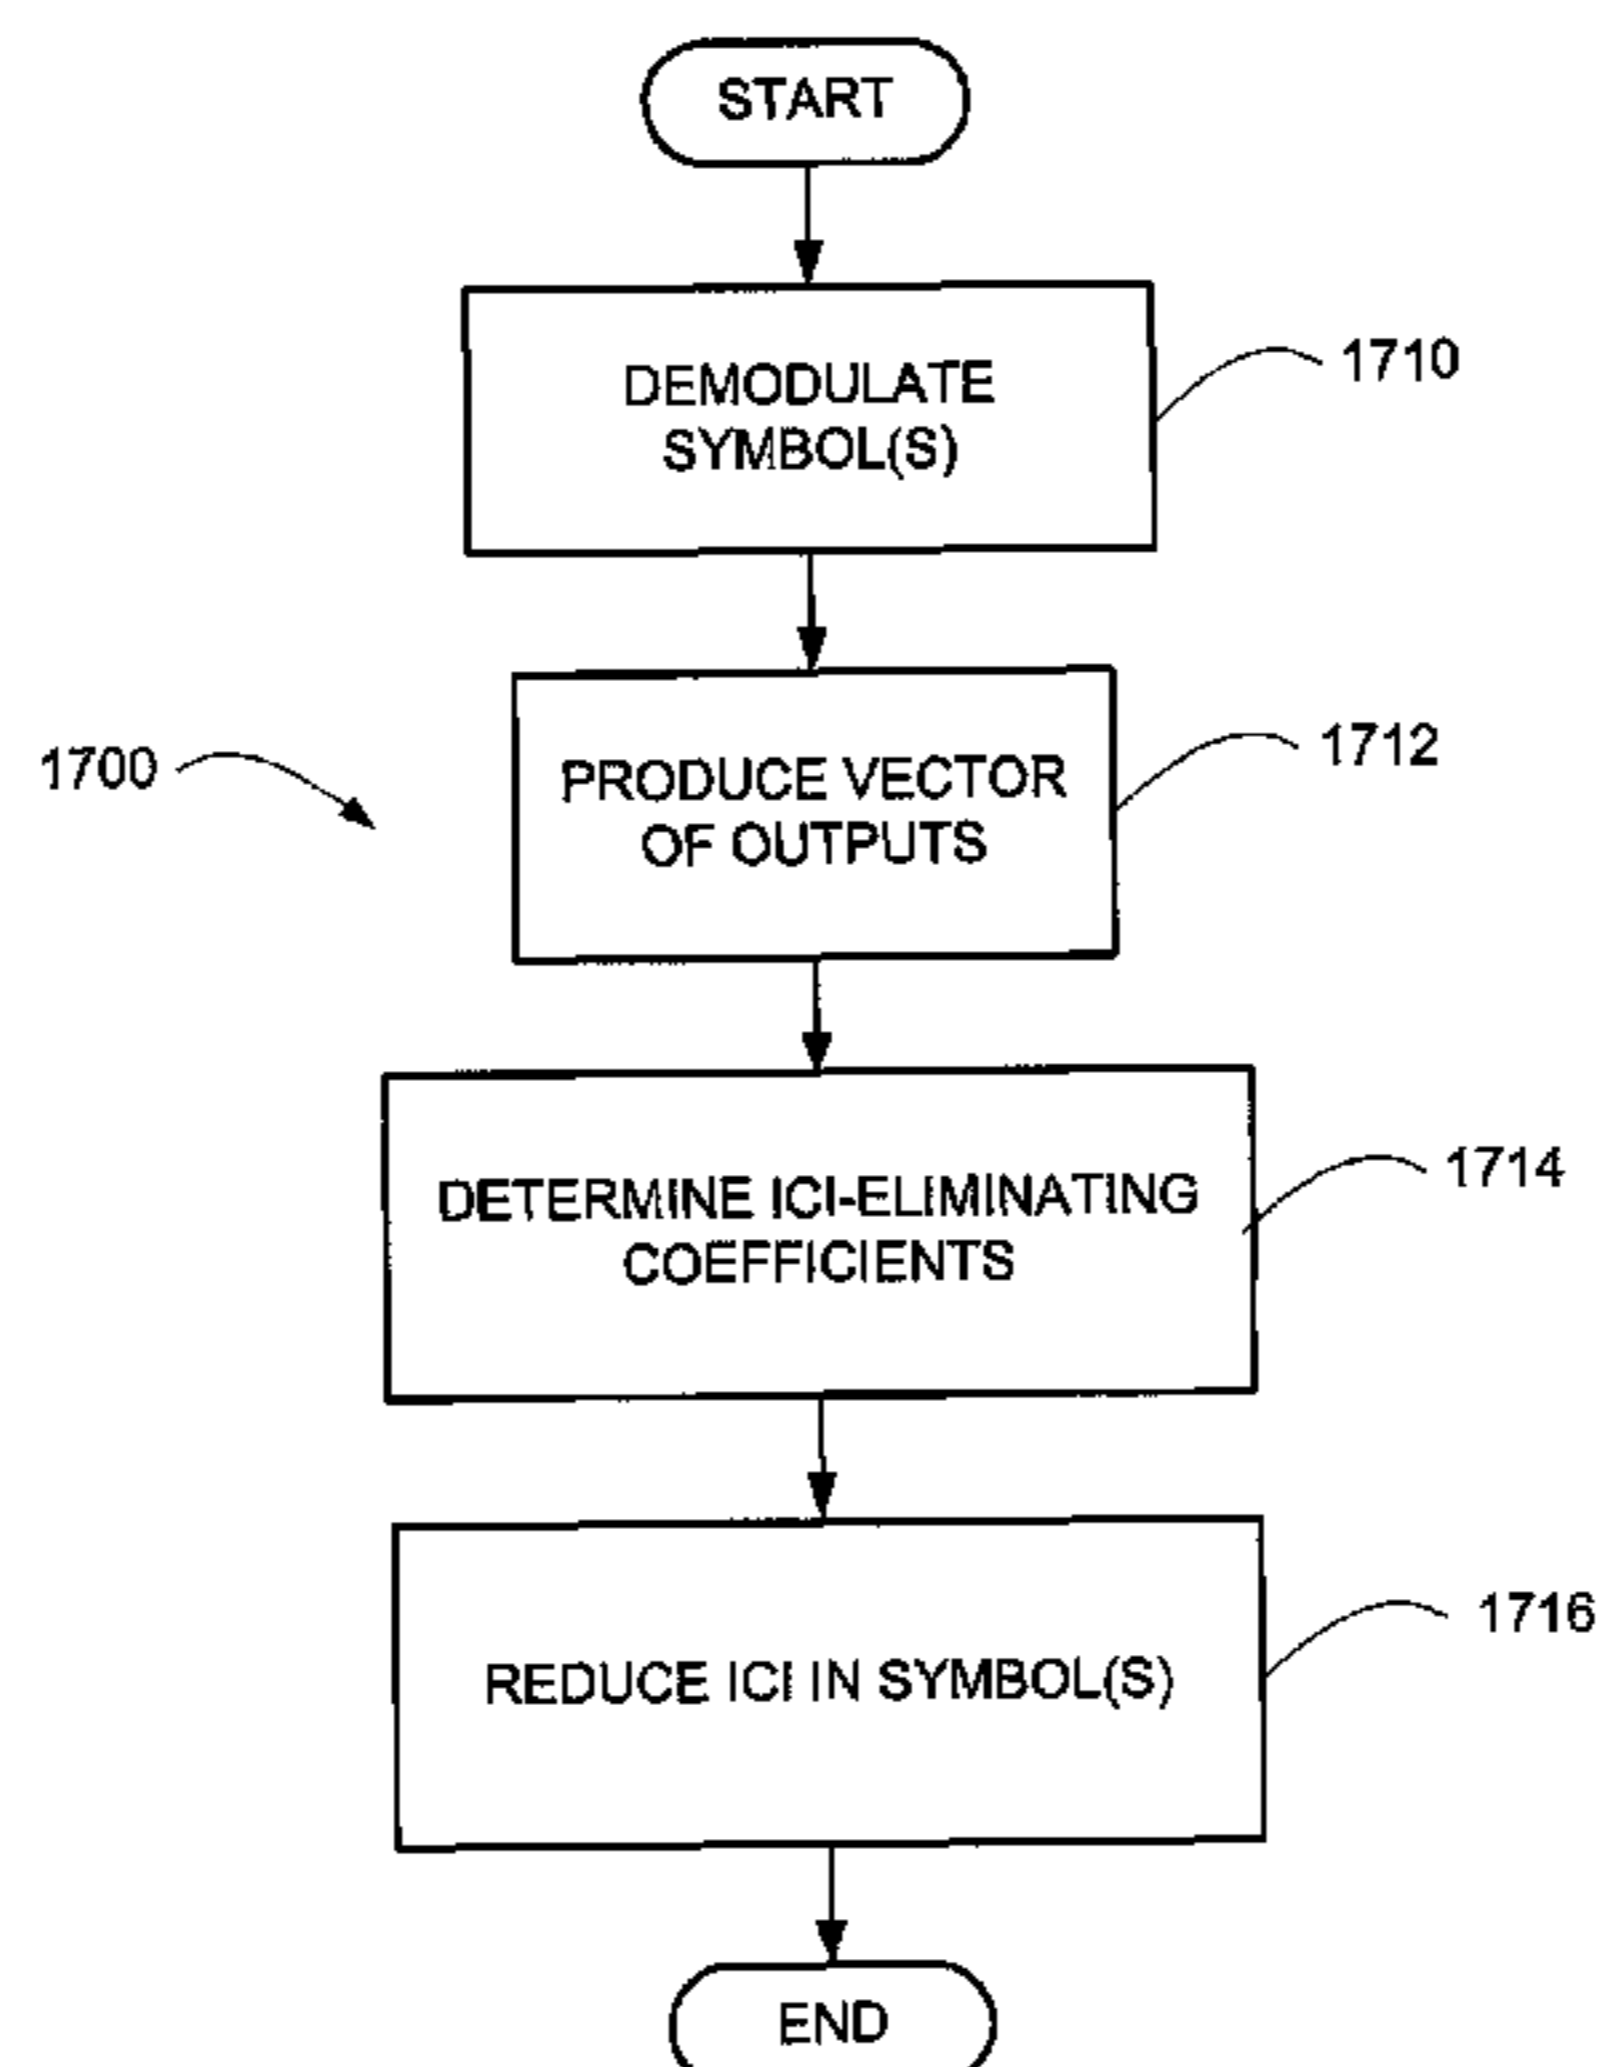 START
DEMODULATE
SYMBOL(S)
1710
PRODUCE VECTOR
OF OUTPUTS
1712
1700
DETERMINE ICI-ELIMINATING
COEFFICIENTS
1714
REDUCE ICI IN SYMBOL(S)
1716
END